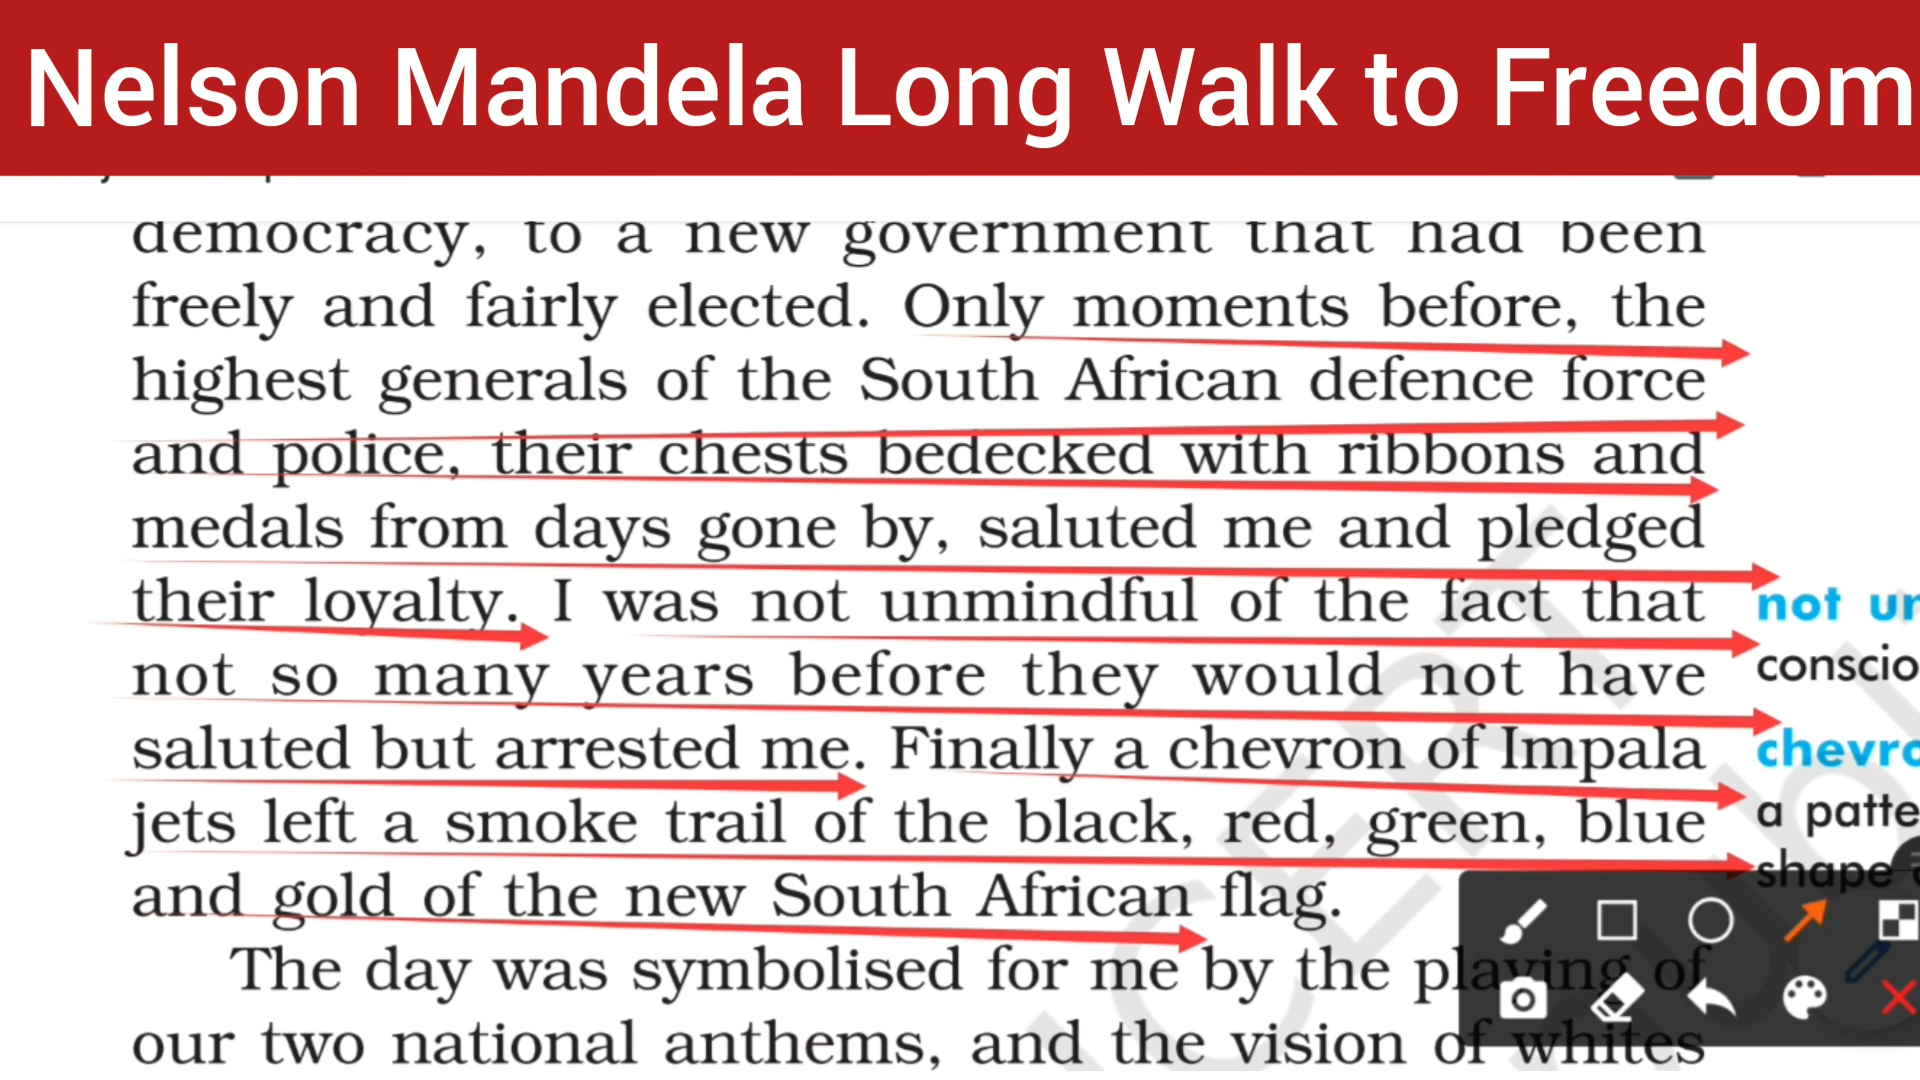 Nelson Mandela Long Walk to Freedom
democracy, to a new government that had been
freely and fairly elected. Only moments before, the
highest generals of the South African defence force
and police, their chests bedecked with ribbons and
medals from days gone by, saluted me and pledged
their loyalty. I was not unmindful of the fact that
not un
not so many years before they would not have
conscio
saluted but arrested me. Finally a chevron of Impala
chevro
jets left a smoke trail of the black, red, green, blue
a patte
shape
and gold of the new South African flag.
The day was symbolised for me by the playing of
our two national anthems, and the vision of whites
NCERT